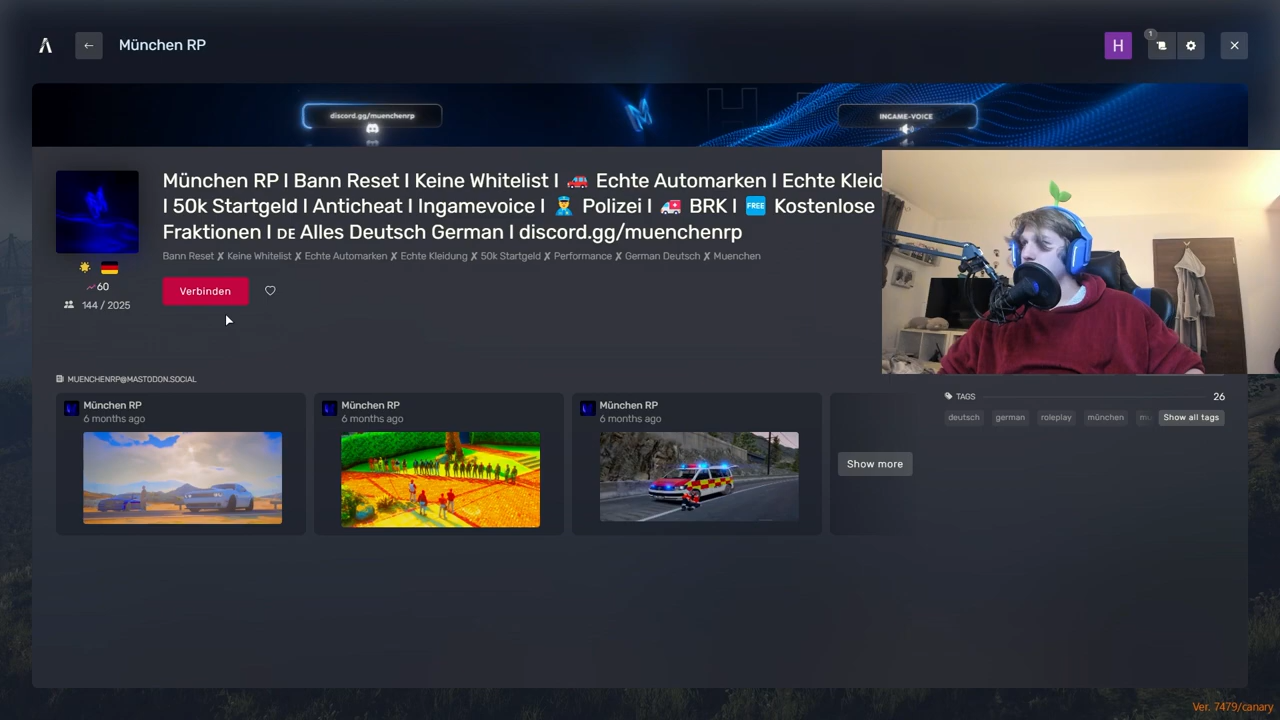 München RP
H
1
discord.gg/muenchenrp
INGAME-VOICE
München RP I Bann Reset I Keine Whitelist I 🚗 Echte Automarken I Echte Kleid
I 50k Startgeld I Anticheat I Ingamevoice I 👮 Polizei I 🚑 BRK I 🆓 Kostenlose
Fraktionen I DE Alles Deutsch German I discord.gg/muenchenrp
Bann Reset ✗ Keine Whitelist ✗ Echte Automarken ✗ Echte Kleidung ✗ 50k Startgeld ✗ Performance ✗ German Deutsch ✗ Muenchen
60
144 / 2025
Verbinden
MUENCHENRP@MASTODON.SOCIAL
München RP
6 months ago
München RP
6 months ago
München RP
6 months ago
Show more
TAGS
26
deutsch
german
roleplay
münchen
Show all tags
Ver. 7479/canary